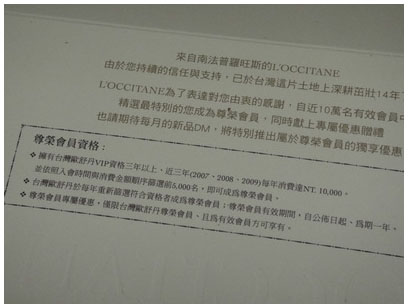 來自南法普羅旺斯的L'OCCITANE
由於您持續的信任與支持，已於台灣這片土地上深耕茁壯14年
L'OCCITANE為了表達對您由衷的感謝，自近10萬名有效會員中
精選最特別的您成為尊榮會員，同時獻上專屬優惠贈禮
也請期待每月的新品DM，將特別推出屬於尊榮會員的獨享優惠
尊榮會員資格：
❖ 擁有台灣歐舒丹VIP資格三年以上、近三年(2007、2008、2009)每年消費達NT. 10,000。
並依照入會時間與消費金額順序篩選前5,000名，即可成為尊榮會員。
❖ 台灣歐舒丹於每年重新篩選符合資格者成為尊榮會員；尊榮會員有效期間，自公佈日起、為期一年。
❖ 尊榮會員專屬優惠，僅限台灣歐舒丹尊榮會員、且為有效會員方可享有。